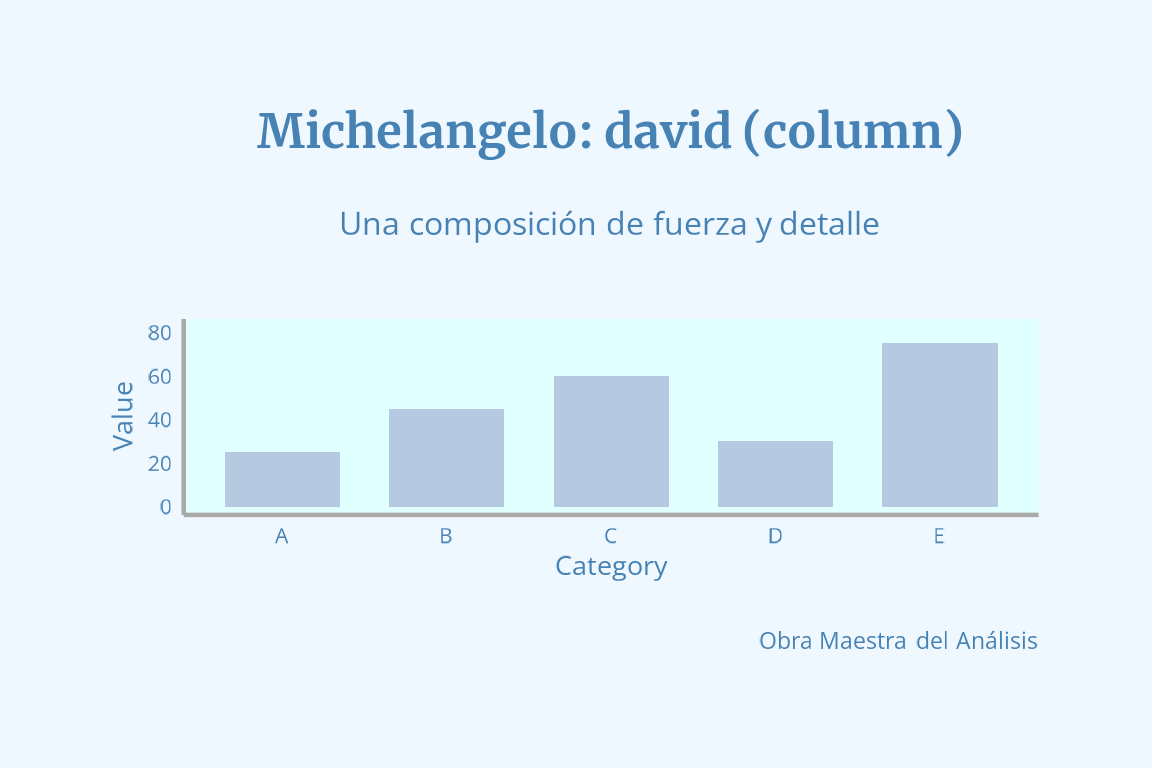 Michelangelo: david (column)
Una composición de fuerza y detalle
80
60
40
20
0
Value
A B C D E
Category
Obra Maestra del Análisis